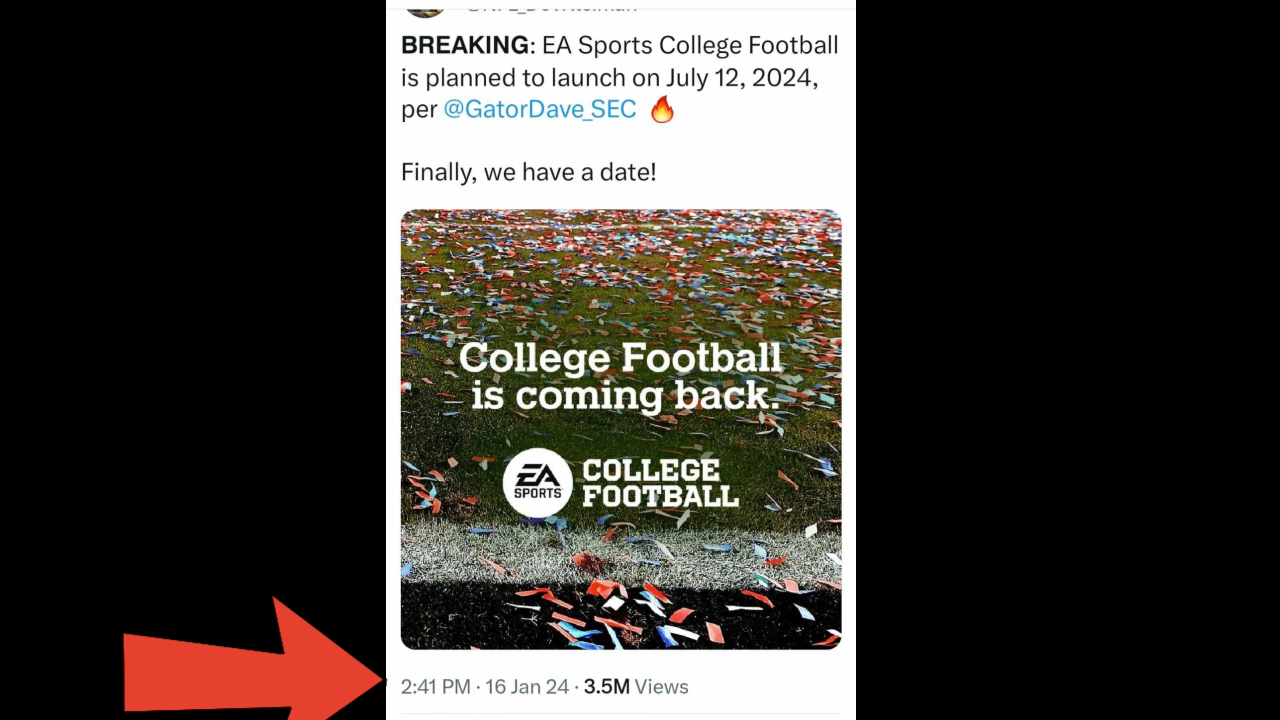 BREAKING: EA Sports College Football
is planned to launch on July 12, 2024,
per @GatorDave_SEC 🔥
Finally, we have a date!
College Football
is coming back.
EA
SPORTS
COLLEGE
FOOTBALL
2:41 PM · 16 Jan 24 · 3.5M Views